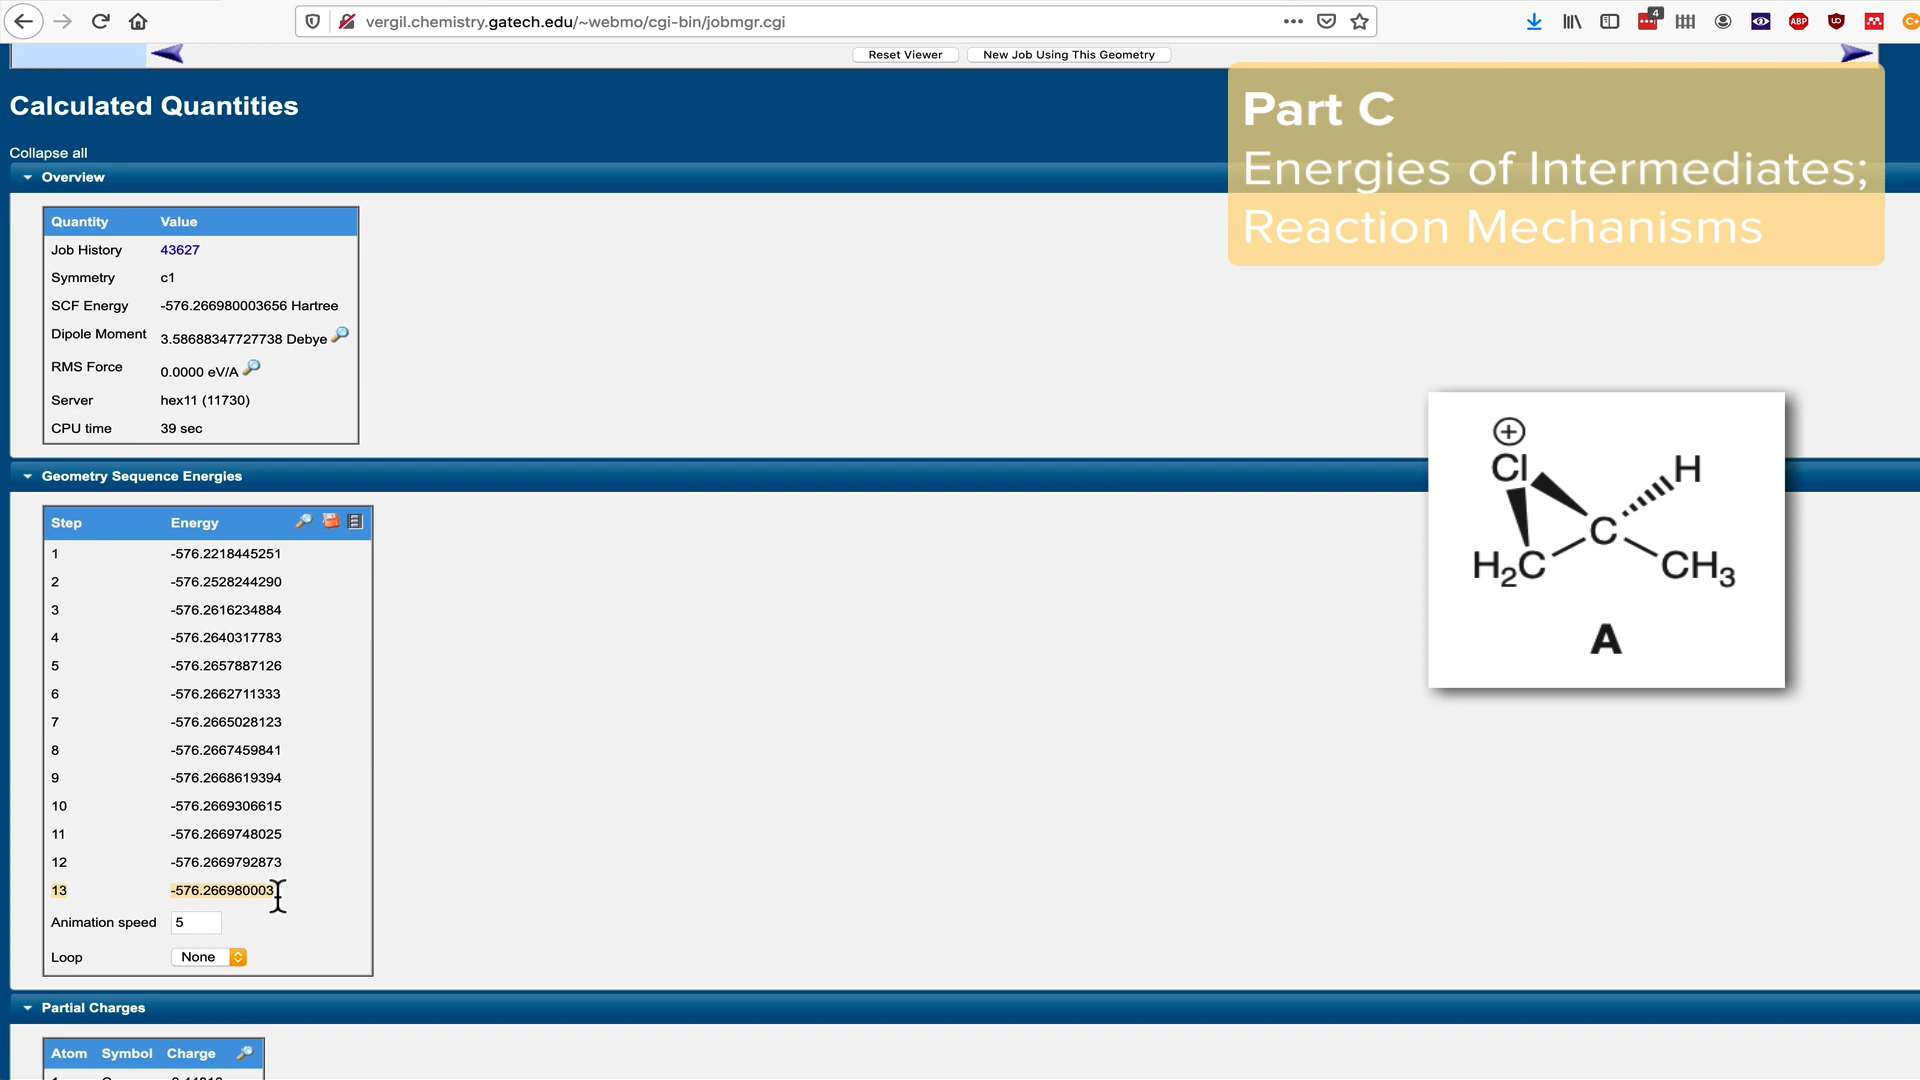 vergil.chemistry.gatech.edu/~webmo/cgi-bin/jobmgr.cgi
4
ABP
Reset Viewer
New Job Using This Geometry
Calculated Quantities
Part C
Energies of Intermediates;
Reaction Mechanisms
Collapse all
Overview
Quantity Value
Job History 43627
Symmetry c1
SCF Energy -576.266980003656 Hartree
Dipole Moment 3.58688347727738 Debye
RMS Force 0.0000 eV/A
Server hex11 (11730)
CPU time 39 sec
Geometry Sequence Energies
Step Energy
1 -576.2218445251
2 -576.2528244290
3 -576.2616234884
4 -576.2640317783
5 -576.2657887126
6 -576.2662711333
7 -576.2665028123
8 -576.2667459841
9 -576.2668619394
10 -576.2669306615
11 -576.2669748025
12 -576.2669792873
13 -576.266980003
Animation speed 5
Loop None
+
Cl
H
C
H₂C
CH₃
A
Partial Charges
Atom Symbol Charge